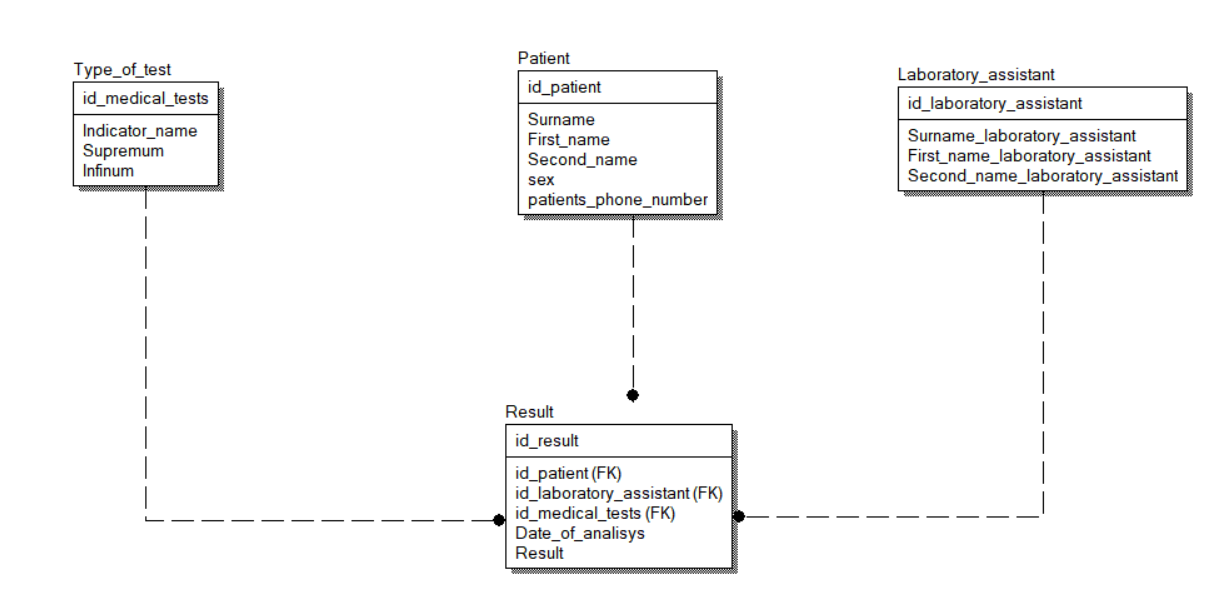 Type_of_test
id_medical_tests
Indicator_name
Supremum
Infinum
Patient
id_patient
Surname
First_name
Second_name
sex
patients_phone_number
Laboratory_assistant
id_laboratory_assistant
Surname_laboratory_assistant
First_name_laboratory_assistant
Second_name_laboratory_assistant
Result
id_result
id_patient (FK)
id_laboratory_assistant (FK)
id_medical_tests (FK)
Date_of_analisys
Result